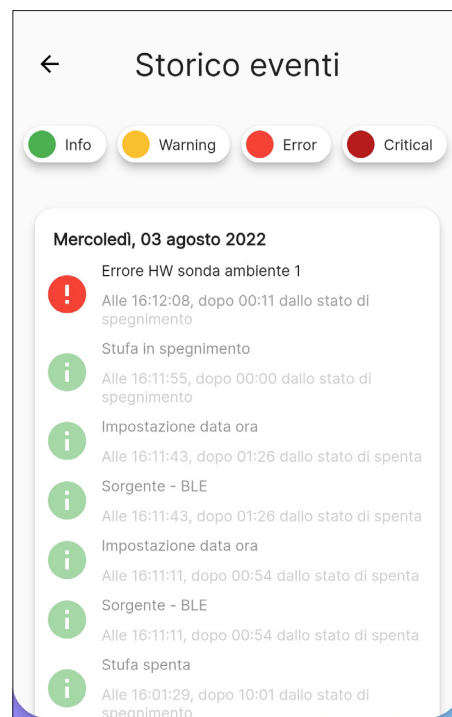 Storico eventi
Info
Warning
Error
Critical
Mercoledì, 03 agosto 2022
Errore HW sonda ambiente 1
Alle 16:12:08, dopo 00:11 dallo stato di
spegnimento
Stufa in spegnimento
Alle 16:11:55, dopo 00:00 dallo stato di
spegnimento
Impostazione data ora
Alle 16:11:43, dopo 01:26 dallo stato di spenta
Sorgente - BLE
Alle 16:11:43, dopo 01:26 dallo stato di spenta
Impostazione data ora
Alle 16:11:11, dopo 00:54 dallo stato di spenta
Sorgente - BLE
Alle 16:11:11, dopo 00:54 dallo stato di spenta
Stufa spenta
Alle 16:01:29, dopo 10:01 dallo stato di
spegnimento